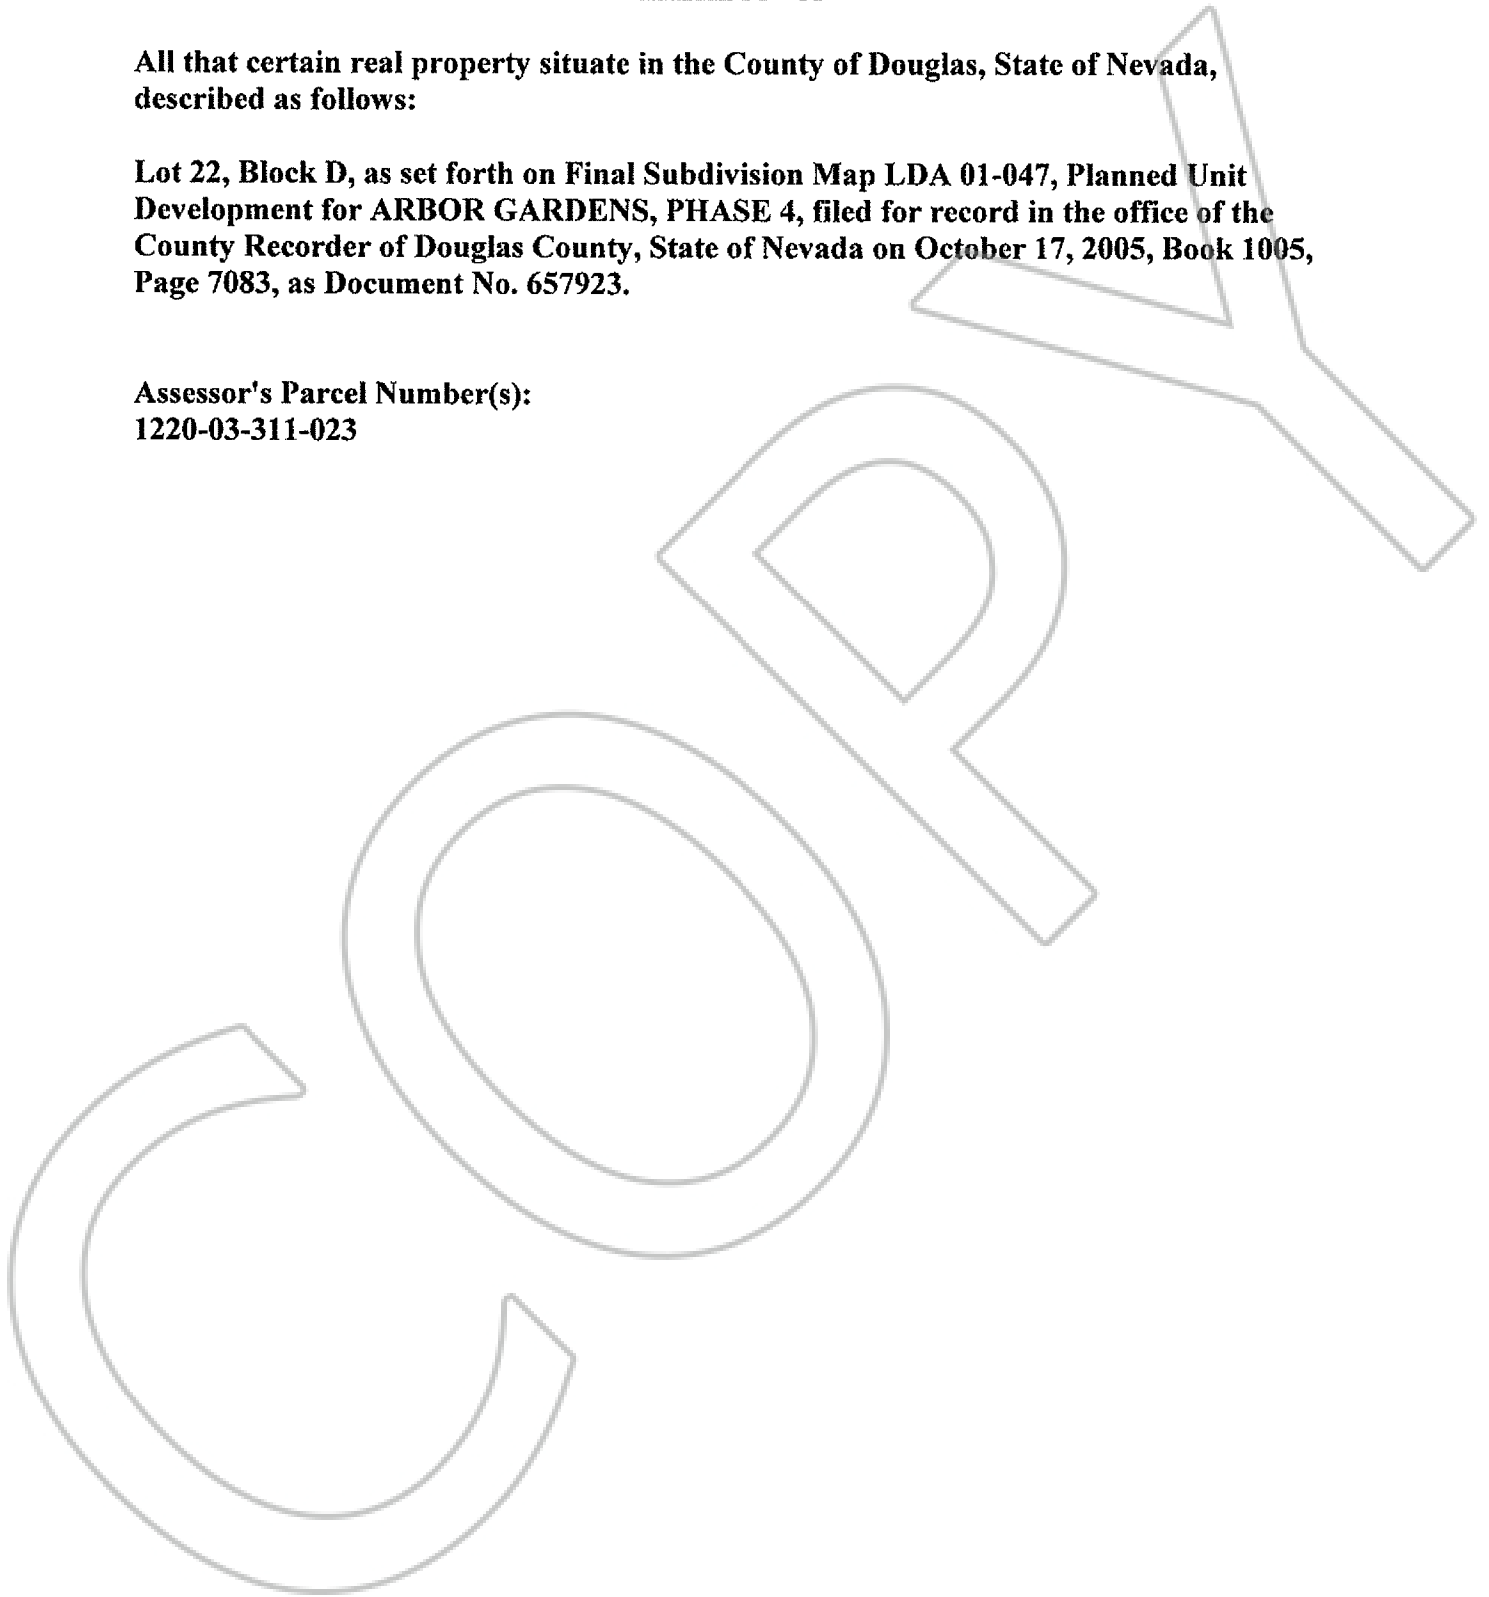 All that certain real property situate in the County of Douglas, State of Nevada,
described as follows:
Lot 22, Block D, as set forth on Final Subdivision Map LDA 01-047, Planned Unit
Development for ARBOR GARDENS, PHASE 4, filed for record in the office of the
County Recorder of Douglas County, State of Nevada on October 17, 2005, Book 1005,
Page 7083, as Document No. 657923.
Assessor's Parcel Number(s):
1220-03-311-023
COPY